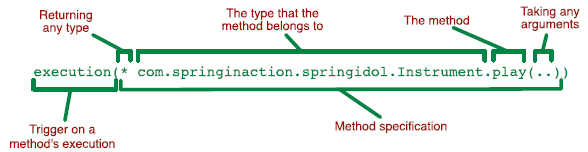 Returning
any type
The type that the
method belongs to
The method
Taking any
arguments
execution(* com.springinaction.springidol.Instrument.play(..))
Trigger on a
method's execution
Method specification